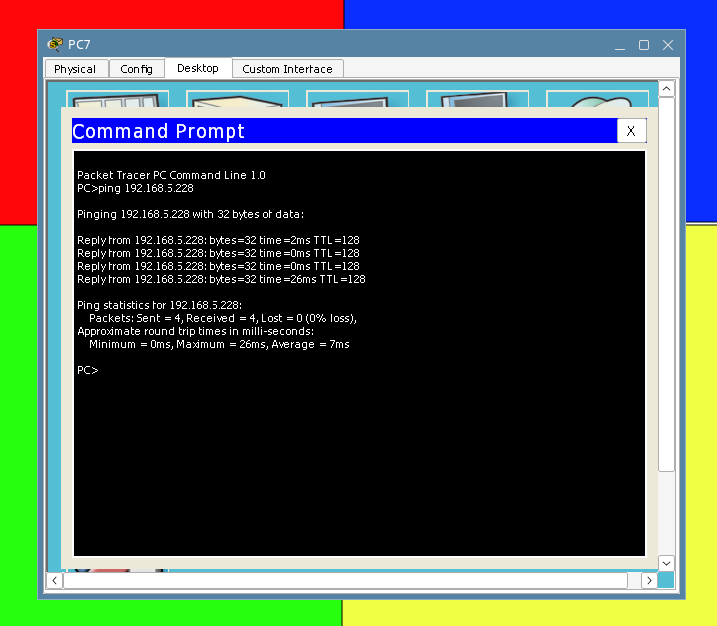 PC7
Physical Config Desktop Custom Interface
Command Prompt X
Packet Tracer PC Command Line 1.0
PC>ping 192.168.5.228
Pinging 192.168.5.228 with 32 bytes of data:
Reply from 192.168.5.228: bytes=32 time=2ms TTL=128
Reply from 192.168.5.228: bytes=32 time=0ms TTL=128
Reply from 192.168.5.228: bytes=32 time=0ms TTL=128
Reply from 192.168.5.228: bytes=32 time=26ms TTL=128
Ping statistics for 192.168.5.228:
Packets: Sent = 4, Received = 4, Lost = 0 (0% loss),
Approximate round trip times in milli-seconds:
Minimum = 0ms, Maximum = 26ms, Average = 7ms
PC>